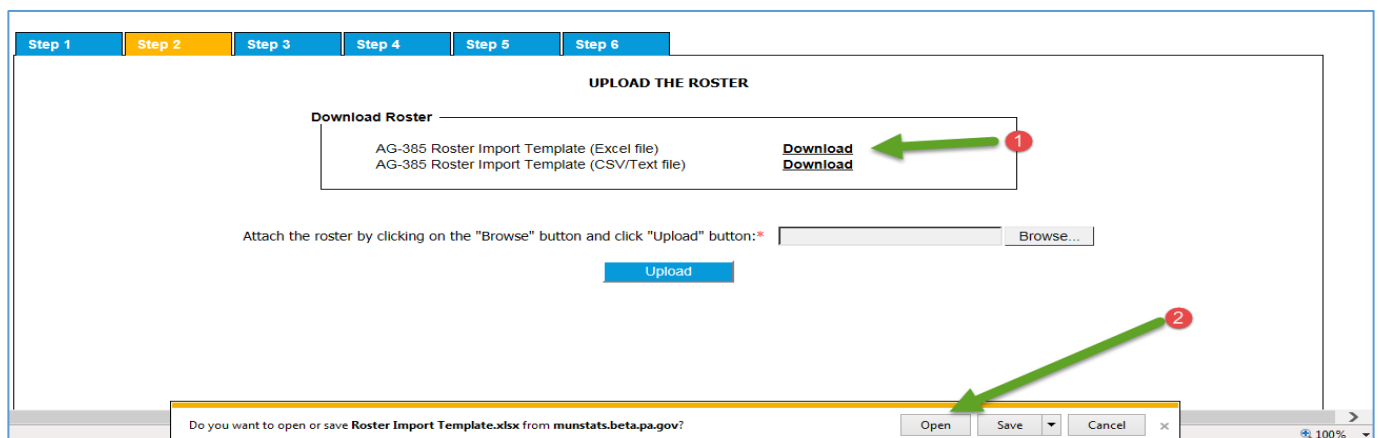 Step 1 Step 2 Step 3 Step 4 Step 5 Step 6
UPLOAD THE ROSTER
Download Roster
AG-385 Roster Import Template (Excel file) Download 1
AG-385 Roster Import Template (CSV/Text file) Download
Attach the roster by clicking on the "Browse" button and click "Upload" button:* Browse...
Upload
2
Do you want to open or save Roster Import Template.xlsx from munstats.beta.pa.gov? Open Save Cancel ×
100%